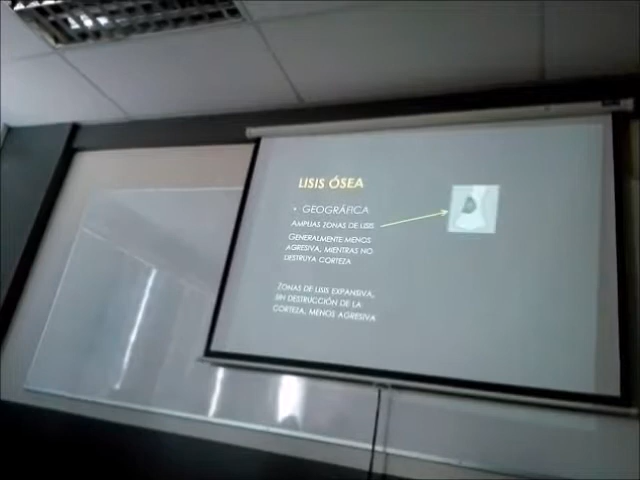 LISIS ÓSEA
• GEOGRÁFICA
AMPLIAS ZONAS DE LISIS
GENERALMENTE MENOS
AGRESIVA, MIENTRAS NO
DESTRUYA CORTEZA
ZONAS DE LISIS EXPANSIVA,
SIN DESTRUCCIÓN DE LA
CORTEZA, MENOS AGRESIVA